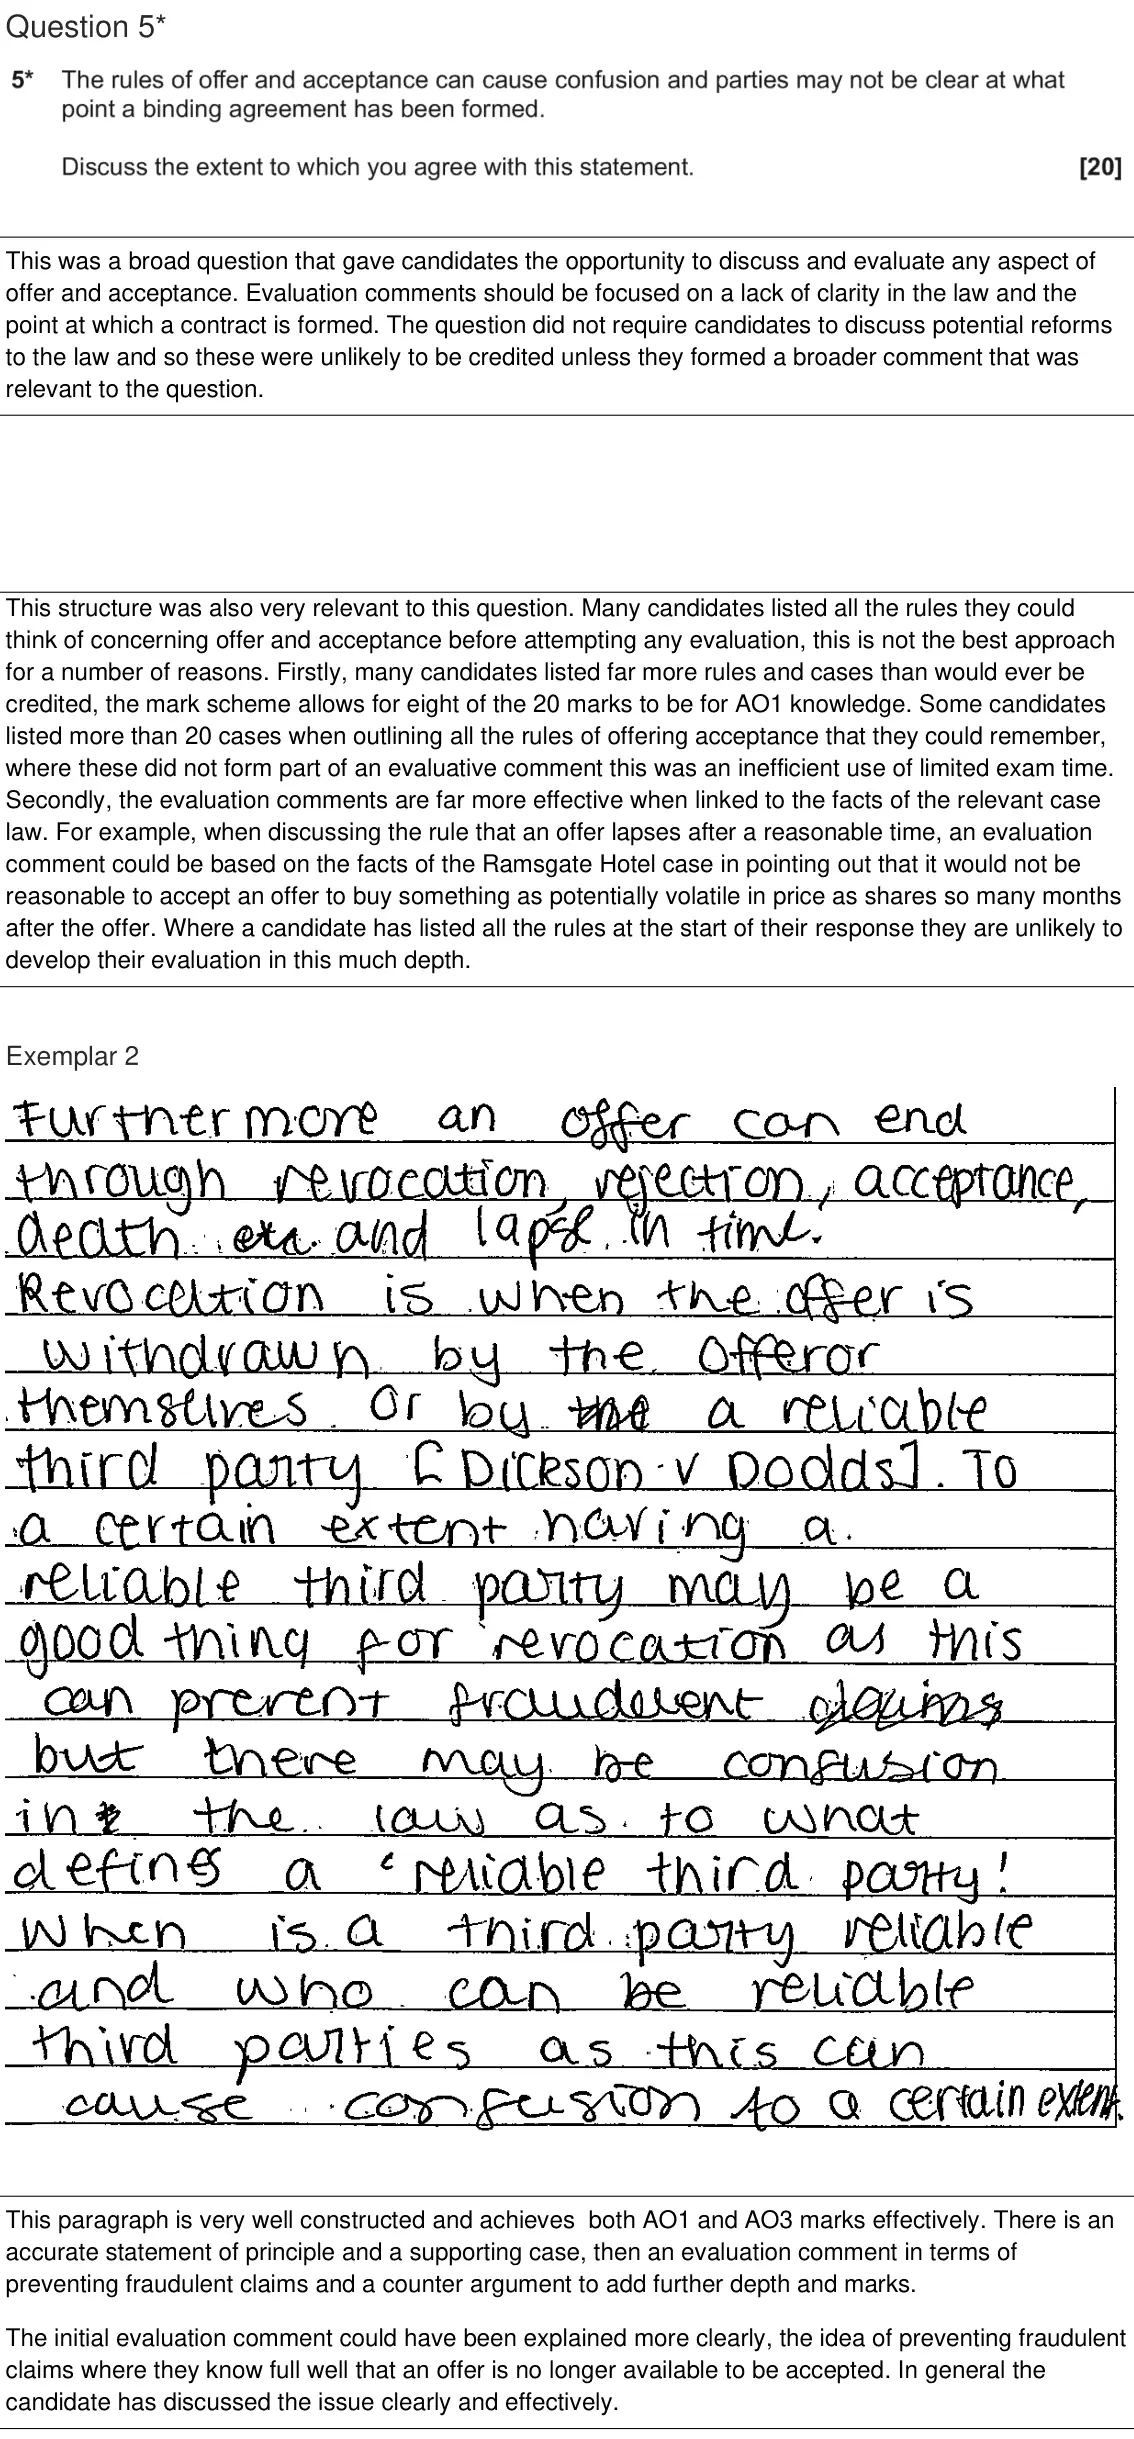 Question 5*
5* The rules of offer and acceptance can cause confusion and parties may not be clear at what
point a binding agreement has been formed.
Discuss the extent to which you agree with this statement. [20]
This was a broad question that gave candidates the opportunity to discuss and evaluate any aspect of
offer and acceptance. Evaluation comments should be focused on a lack of clarity in the law and the
point at which a contract is formed. The question did not require candidates to discuss potential reforms
to the law and so these were unlikely to be credited unless they formed a broader comment that was
relevant to the question.
This structure was also very relevant to this question. Many candidates listed all the rules they could
think of concerning offer and acceptance before attempting any evaluation, this is not the best approach
for a number of reasons. Firstly, many candidates listed far more rules and cases than would ever be
credited, the mark scheme allows for eight of the 20 marks to be for AO1 knowledge. Some candidates
listed more than 20 cases when outlining all the rules of offering acceptance that they could remember,
where these did not form part of an evaluative comment this was an inefficient use of limited exam time.
Secondly, the evaluation comments are far more effective when linked to the facts of the relevant case
law. For example, when discussing the rule that an offer lapses after a reasonable time, an evaluation
comment could be based on the facts of the Ramsgate Hotel case in pointing out that it would not be
reasonable to accept an offer to buy something as potentially volatile in price as shares so many months
after the offer. Where a candidate has listed all the rules at the start of their response they are unlikely to
develop their evaluation in this much depth.
Exemplar 2
Furthermore an offer can end
through revocation, rejection, acceptance,
death etc and lapse in time.
Revocation is when the offer is
withdrawn by the offeror
themselves or by the a reliable
third party [Dickson v Dodds]. To
a certain extent having a
reliable third party may be a
good thing for revocation as this
can prevent fraudulent claims
but there may be confusion
in the law as to what
defines a 'reliable third party!
When is a third party reliable
and who can be reliable
third parties as this can
cause confusion to a certain extent.
This paragraph is very well constructed and achieves both AO1 and AO3 marks effectively. There is an
accurate statement of principle and a supporting case, then an evaluation comment in terms of
preventing fraudulent claims and a counter argument to add further depth and marks.
The initial evaluation comment could have been explained more clearly, the idea of preventing fraudulent
claims where they know full well that an offer is no longer available to be accepted. In general the
candidate has discussed the issue clearly and effectively.